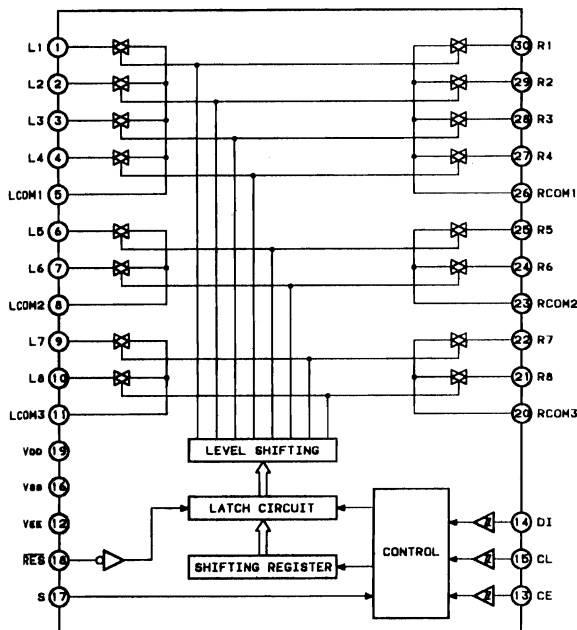 L1 1 30 R1
L2 2 29 R2
L3 3 28 R3
L4 4 27 R4
LCOM1 5 26 RCOM1
L5 6 25 R5
L6 7 24 R6
LCOM2 8 23 RCOM2
L7 9 22 R7
L8 10 21 R8
LCOM3 11 20 RCOM3
VDD 19
LEVEL SHIFTING
VSS 16
LATCH CIRCUIT
VEE 12
14 DI
CONTROL
RES 18
SHIFTING REGISTER
15 CL
S 17
13 CE